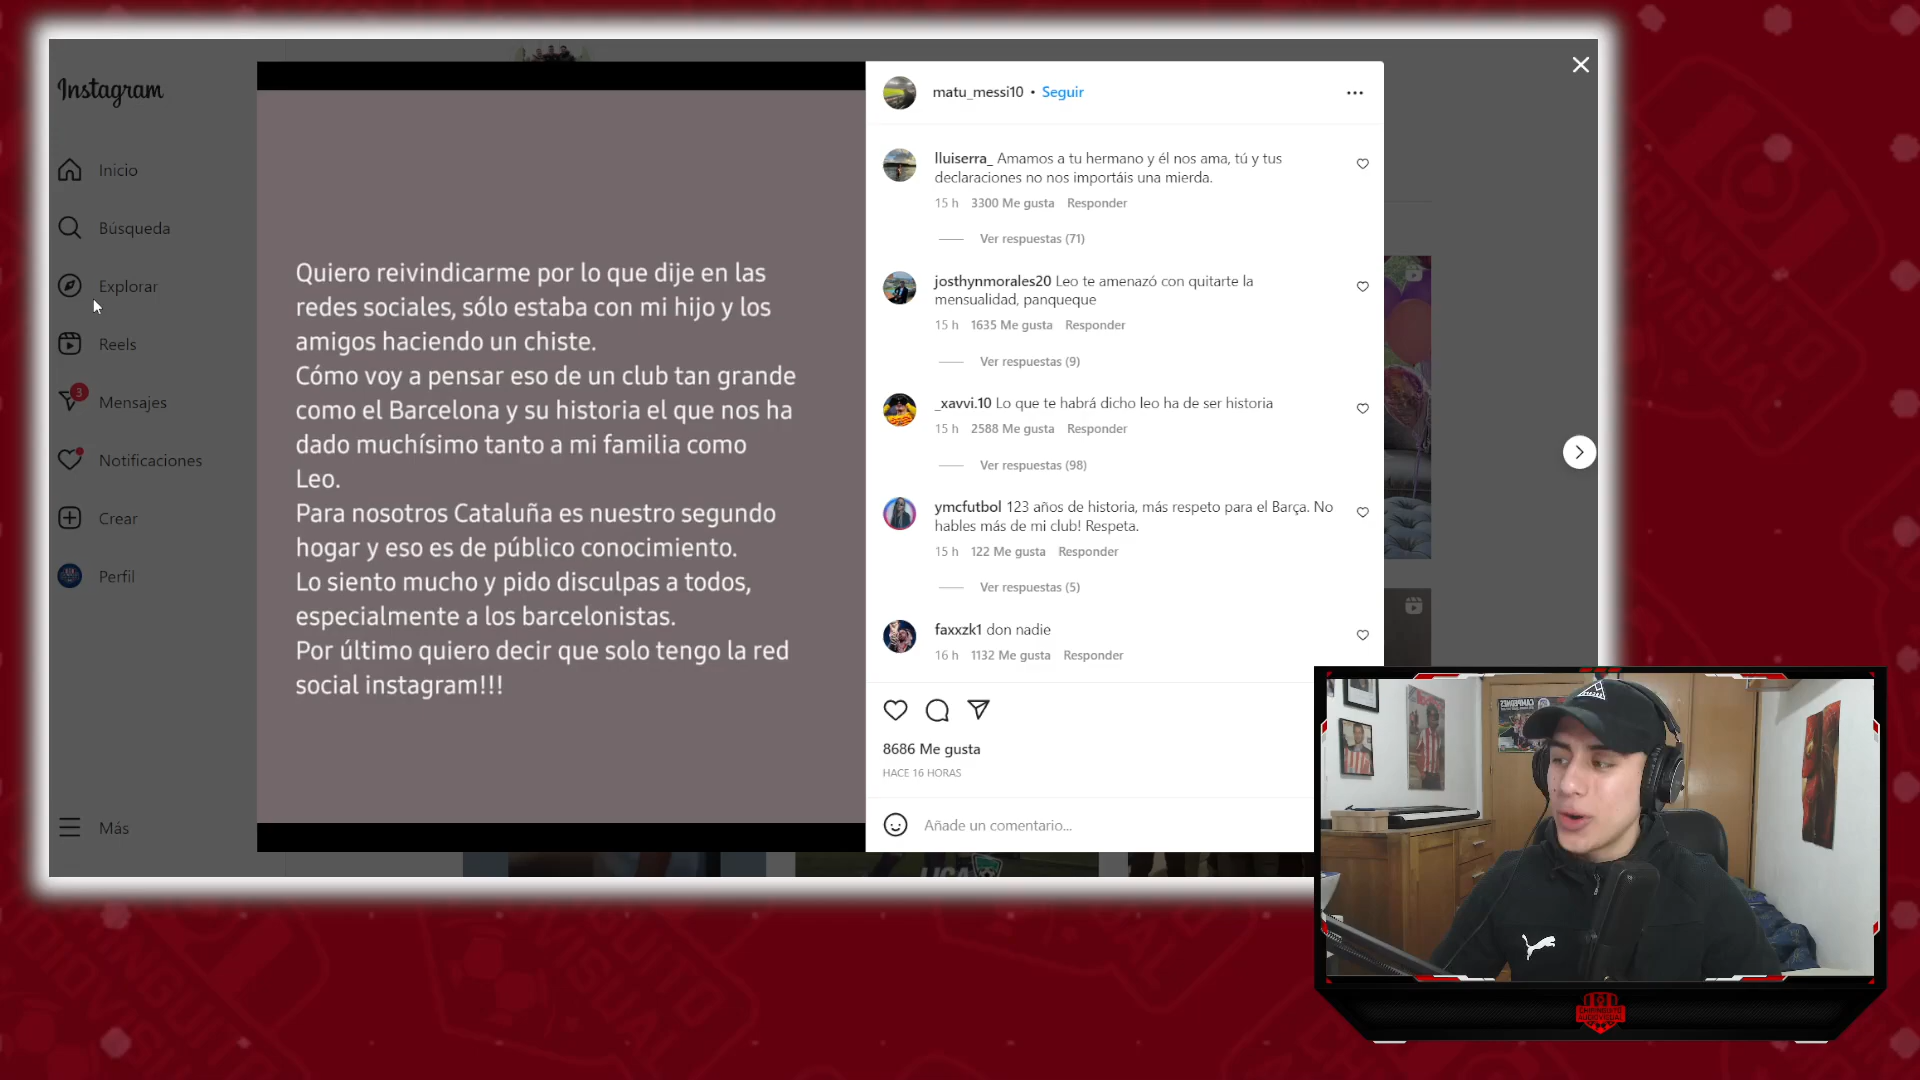 Instagram
Inicio
Búsqueda
Explorar
Reels
3
Mensajes
Notificaciones
Crear
Perfil
Más
Quiero reivindicarme por lo que dije en las
redes sociales, sólo estaba con mi hijo y los
amigos haciendo un chiste.
Cómo voy a pensar eso de un club tan grande
como el Barcelona y su historia el que nos ha
dado muchísimo tanto a mi familia como
Leo.
Para nosotros Cataluña es nuestro segundo
hogar y eso es de público conocimiento.
Lo siento mucho y pido disculpas a todos,
especialmente a los barcelonistas.
Por último quiero decir que solo tengo la red
social instagram!!!
matu_messi10 • Seguir
lluiserra_ Amamos a tu hermano y él nos ama, tú y tus
declaraciones no nos importáis una mierda.
15 h 3300 Me gusta Responder
Ver respuestas (71)
josthynmorales20 Leo te amenazó con quitarte la
mensualidad, panqueque
15 h 1635 Me gusta Responder
Ver respuestas (9)
_xavvi.10 Lo que te habrá dicho leo ha de ser historia
15 h 2588 Me gusta Responder
Ver respuestas (98)
ymcfutbol 123 años de historia, más respeto para el Barça. No
hables más de mi club! Respeta.
15 h 122 Me gusta Responder
Ver respuestas (5)
faxxzk1 don nadie
16 h 1132 Me gusta Responder
8686 Me gusta
HACE 16 HORAS
Añade un comentario...
LIGA
CAMPEONES
CHIRINGUITO
AUDIOVISUAL